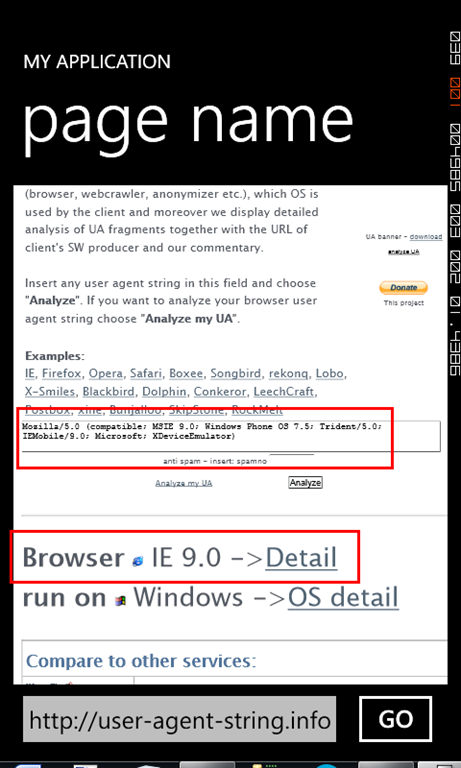 MY APPLICATION
page name
(browser, webcrawler, anonymizer etc.), which OS is
used by the client and moreover we display detailed
analysis of UA fragments together with the URL of
client's SW producer and our commentary.
UA banner - download
analyse UA
Insert any user agent string in this field and choose
"Analyze". If you want to analyze your browser user
agent string choose "Analyze my UA".
Donate
This project
Examples:
IE, Firefox, Opera, Safari, Boxee, Songbird, rekonq, Lobo,
X-Smiles, Blackbird, Dolphin, Conkeror, LeechCraft,
Postbox, xine, Bunjalloo, SkipStone, RockMelt
Mozilla/5.0 (compatible; MSIE 9.0; Windows Phone OS 7.5; Trident/5.0;
IEMobile/9.0; Microsoft; XDeviceEmulator)
anti spam - insert: spamno
Analyze my UA
Analyze
Browser IE 9.0 ->Detail
run on Windows ->OS detail
Compare to other services:
http://user-agent-string.info
GO